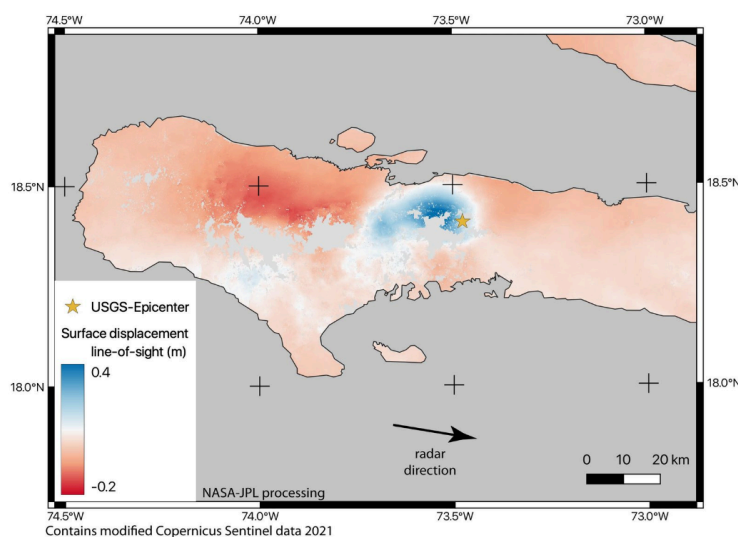 74.5°W 74.0°W 73.5°W 73.0°W
18.5°N 18.5°N
USGS-Epicenter
Surface displacement
line-of-sight (m)
0.4
18.0°N 18.0°N
radar
direction
0 10 20 km
-0.2
NASA-JPL processing
74.5°W 74.0°W 73.5°W 73.0°W
Contains modified Copernicus Sentinel data 2021